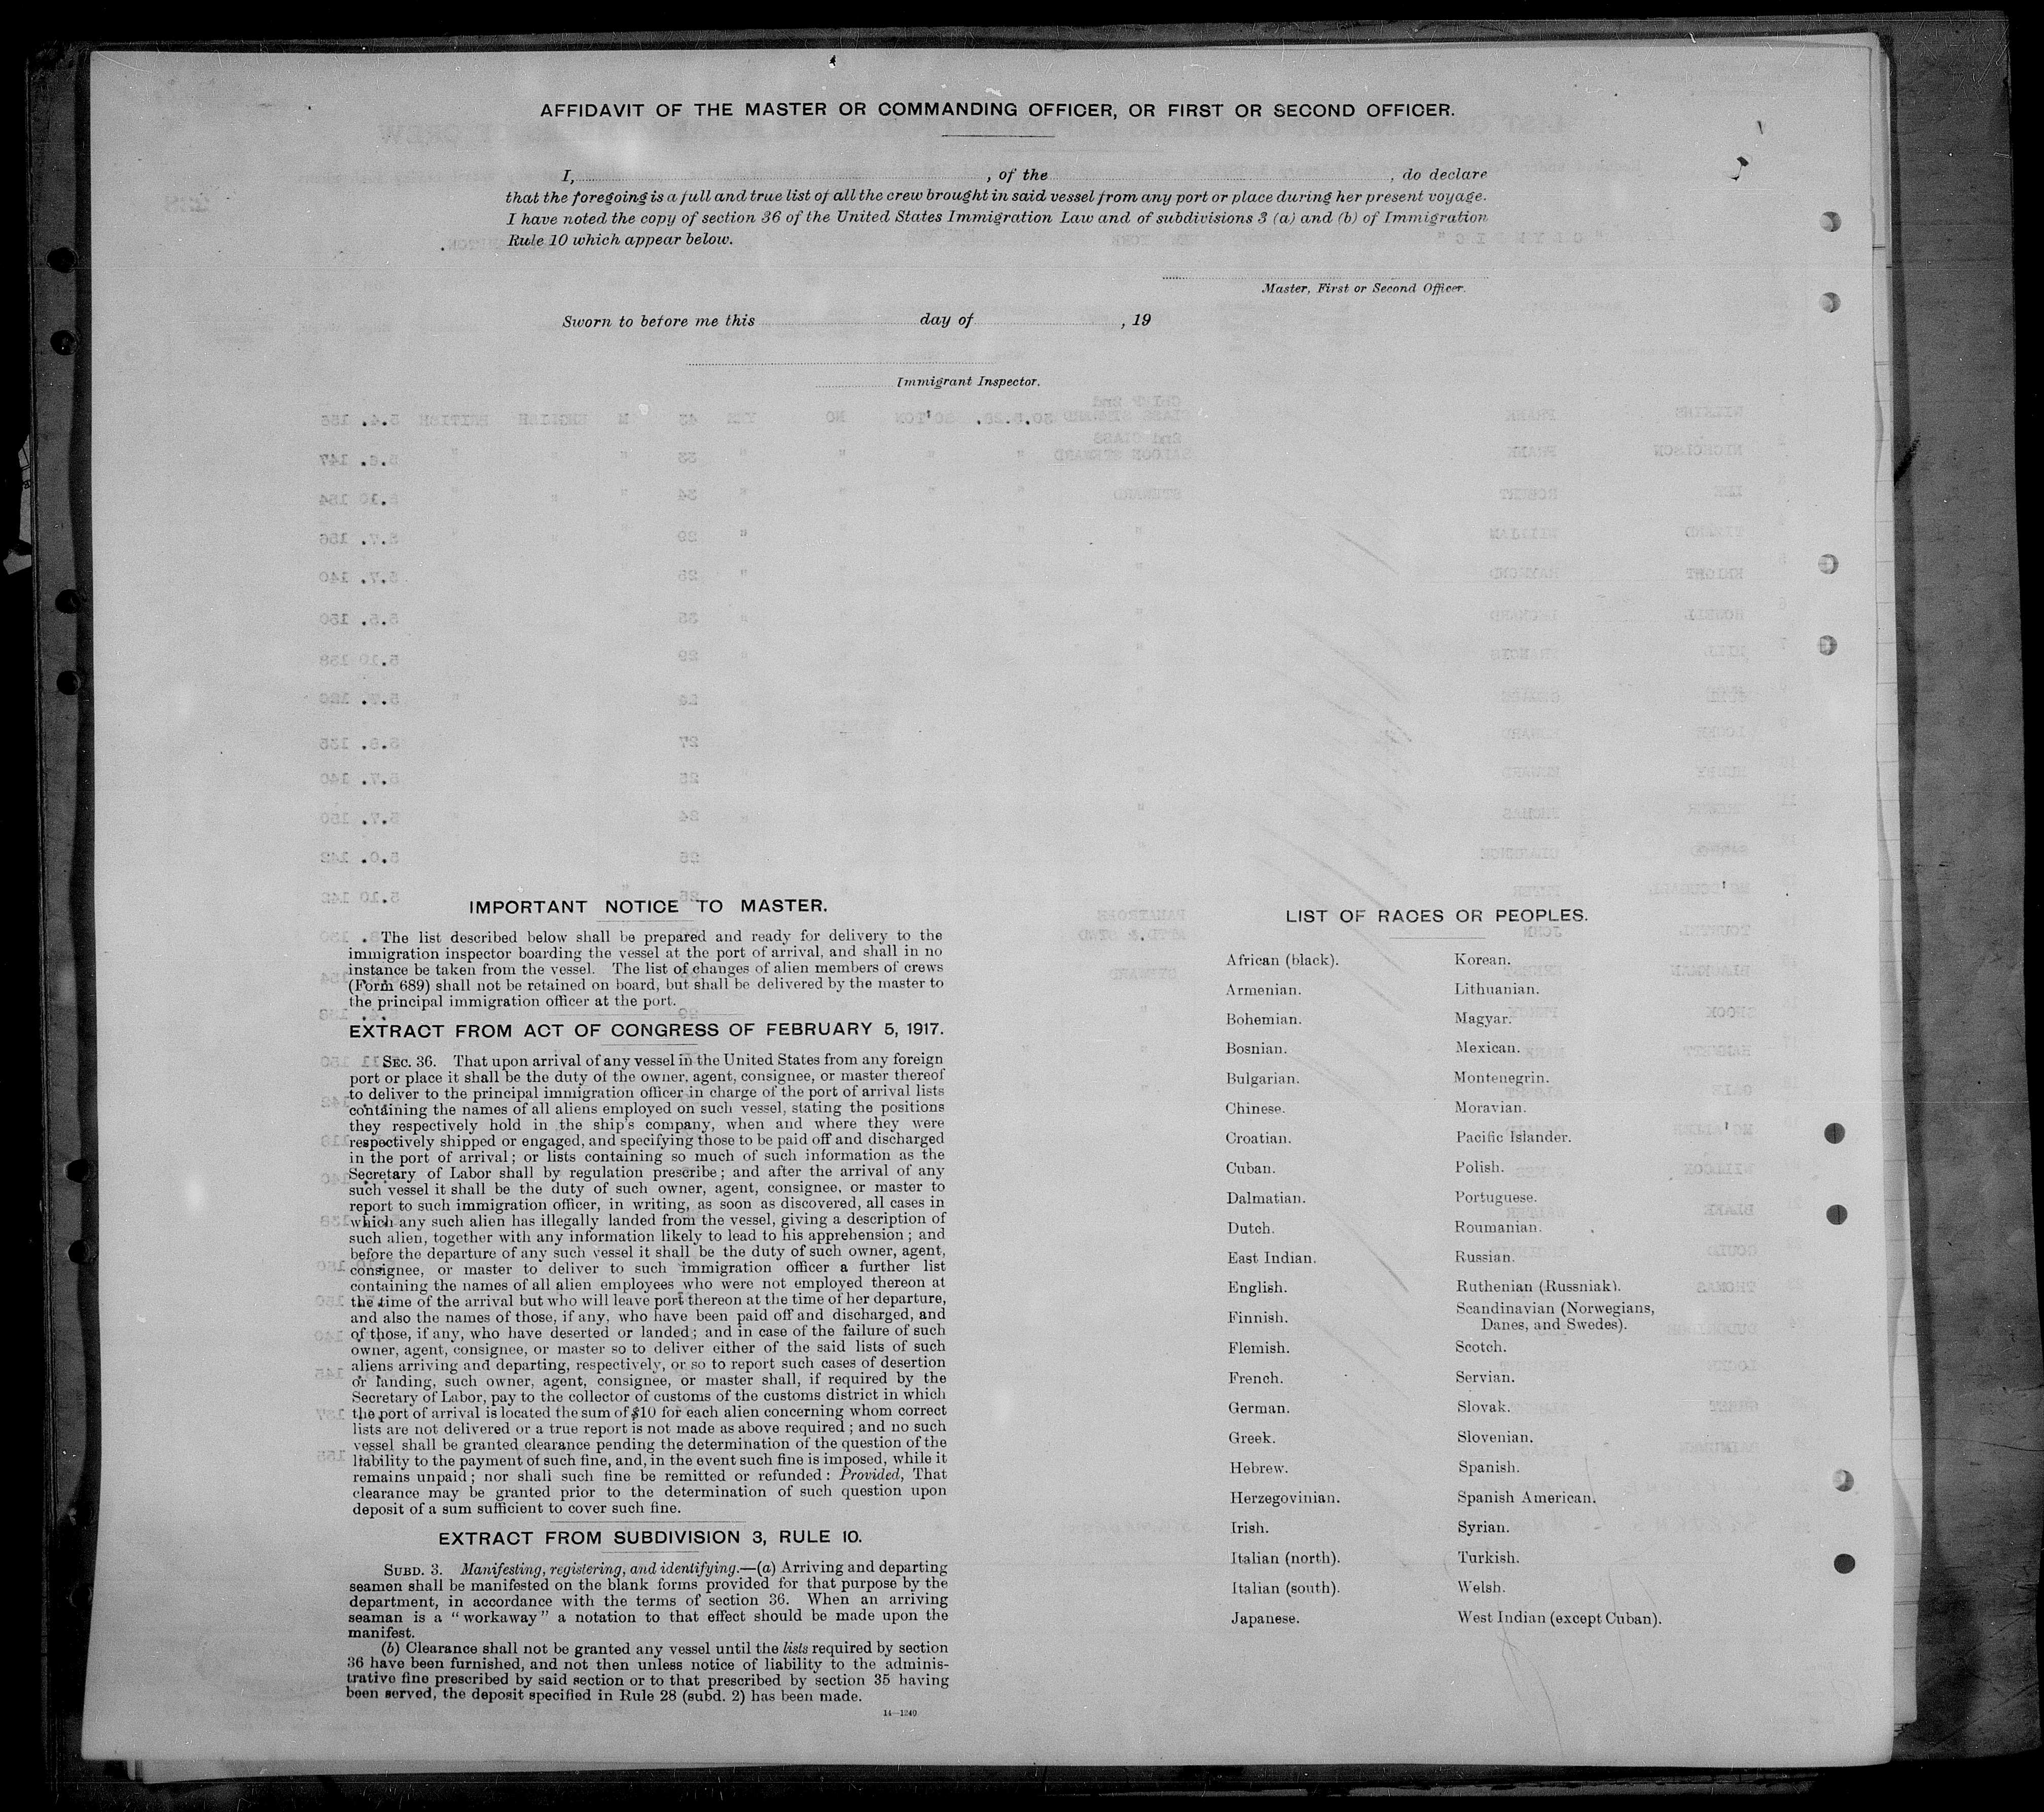 AFFIDAVIT OF THE MASTER OR COMMANDING OFFICER, OR FIRST OR SECOND OFFICER.
I, , of the , do declare
that the foregoing is a full and true list of all the crew brought in said vessel from any port or place during her present voyage.
I have noted the copy of section 36 of the United States Immigration Law and of subdivisions 3 (a) and (b) of Immigration
Rule 10 which appear below.
Master, First or Second Officer.
Sworn to before me this day of , 19
Immigrant Inspector.
IMPORTANT NOTICE TO MASTER.
The list described below shall be prepared and ready for delivery to the
immigration inspector boarding the vessel at the port of arrival, and shall in no
instance be taken from the vessel. The list of changes of alien members of crews
(Form 689) shall not be retained on board, but shall be delivered by the master to
the principal immigration officer at the port.
EXTRACT FROM ACT OF CONGRESS OF FEBRUARY 5, 1917.
SEC. 36. That upon arrival of any vessel in the United States from any foreign
port or place it shall be the duty of the owner, agent, consignee, or master thereof
to deliver to the principal immigration officer in charge of the port of arrival lists
containing the names of all aliens employed on such vessel, stating the positions
they respectively hold in the ship's company, when and where they were
respectively shipped or engaged, and specifying those to be paid off and discharged
in the port of arrival; or lists containing so much of such information as the
Secretary of Labor shall by regulation prescribe; and after the arrival of any
such vessel it shall be the duty of such owner, agent, consignee, or master to
report to such immigration officer, in writing, as soon as discovered, all cases in
which any such alien has illegally landed from the vessel, giving a description of
such alien, together with any information likely to lead to his apprehension; and
before the departure of any such vessel it shall be the duty of such owner, agent,
consignee, or master to deliver to such immigration officer a further list
containing the names of all alien employees who were not employed thereon at
the time of the arrival but who will leave port thereon at the time of her departure,
and also the names of those, if any, who have been paid off and discharged, and
of those, if any, who have deserted or landed; and in case of the failure of such
owner, agent, consignee, or master so to deliver either of the said lists of such
aliens arriving and departing, respectively, or so to report such cases of desertion
or landing, such owner, agent, consignee, or master shall, if required by the
Secretary of Labor, pay to the collector of customs of the customs district in which
the port of arrival is located the sum of $10 for each alien concerning whom correct
lists are not delivered or a true report is not made as above required; and no such
vessel shall be granted clearance pending the determination of the question of the
liability to the payment of such fine, and, in the event such fine is imposed, while it
remains unpaid; nor shall such fine be remitted or refunded: Provided, That
clearance may be granted prior to the determination of such question upon
deposit of a sum sufficient to cover such fine.
EXTRACT FROM SUBDIVISION 3, RULE 10.
SUBD. 3. Manifesting, registering, and identifying.—(a) Arriving and departing
seamen shall be manifested on the blank forms provided for that purpose by the
department, in accordance with the terms of section 36. When an arriving
seaman is a "workaway" a notation to that effect should be made upon the
manifest.
(b) Clearance shall not be granted any vessel until the lists required by section
36 have been furnished, and not then unless notice of liability to the adminis-
trative fine prescribed by said section or to that prescribed by section 35 having
been served, the deposit specified in Rule 28 (subd. 2) has been made.
14—1240
LIST OF RACES OR PEOPLES.
African (black).
Armenian.
Bohemian.
Bosnian.
Bulgarian.
Chinese.
Croatian.
Cuban.
Dalmatian.
Dutch.
East Indian.
English.
Finnish.
Flemish.
French.
German.
Greek.
Hebrew.
Herzegovinian.
Irish.
Italian (north).
Italian (south).
Japanese.
Korean.
Lithuanian.
Magyar.
Mexican.
Montenegrin.
Moravian.
Pacific Islander.
Polish.
Portuguese.
Roumanian.
Russian.
Ruthenian (Russniak).
Scandinavian (Norwegians,
Danes, and Swedes).
Scotch.
Servian.
Slovak.
Slovenian.
Spanish.
Spanish American.
Syrian.
Turkish.
Welsh.
West Indian (except Cuban).